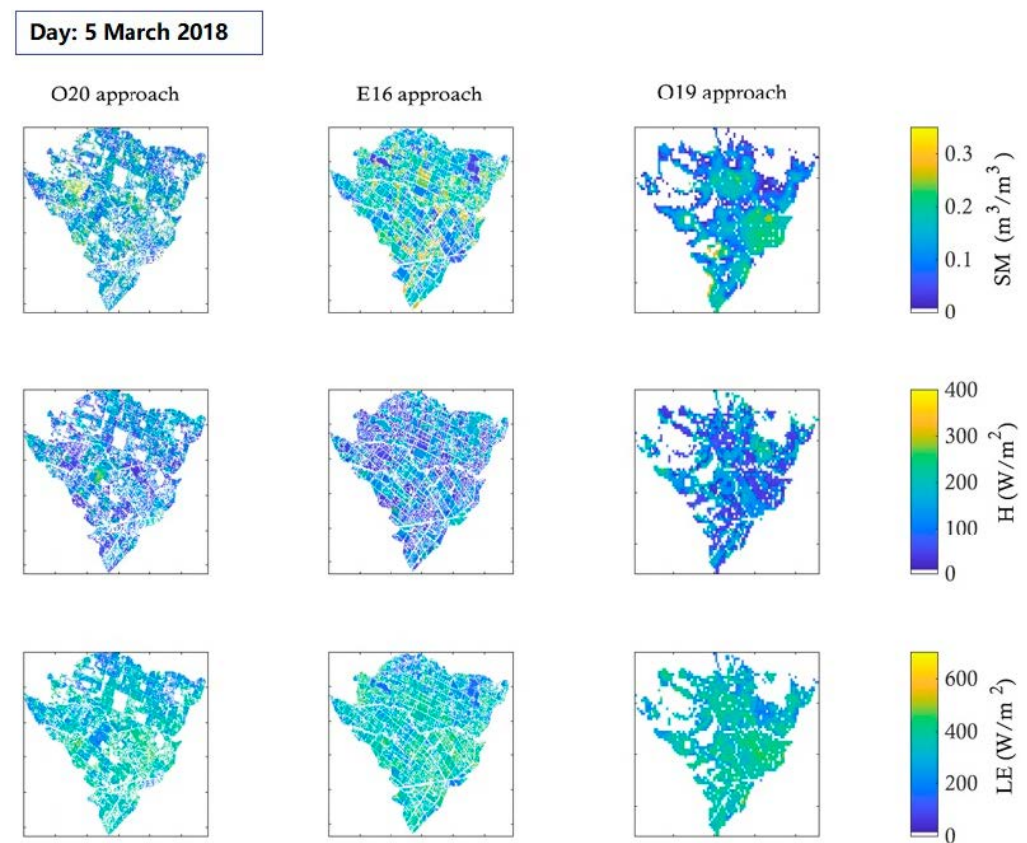 Day: 5 March 2018
O20 approach
E16 approach
O19 approach
0.3
0.2
0.1
0
SM (m³/m³)
400
300
200
100
0
H (W/m²)
600
400
200
0
LE (W/m²)